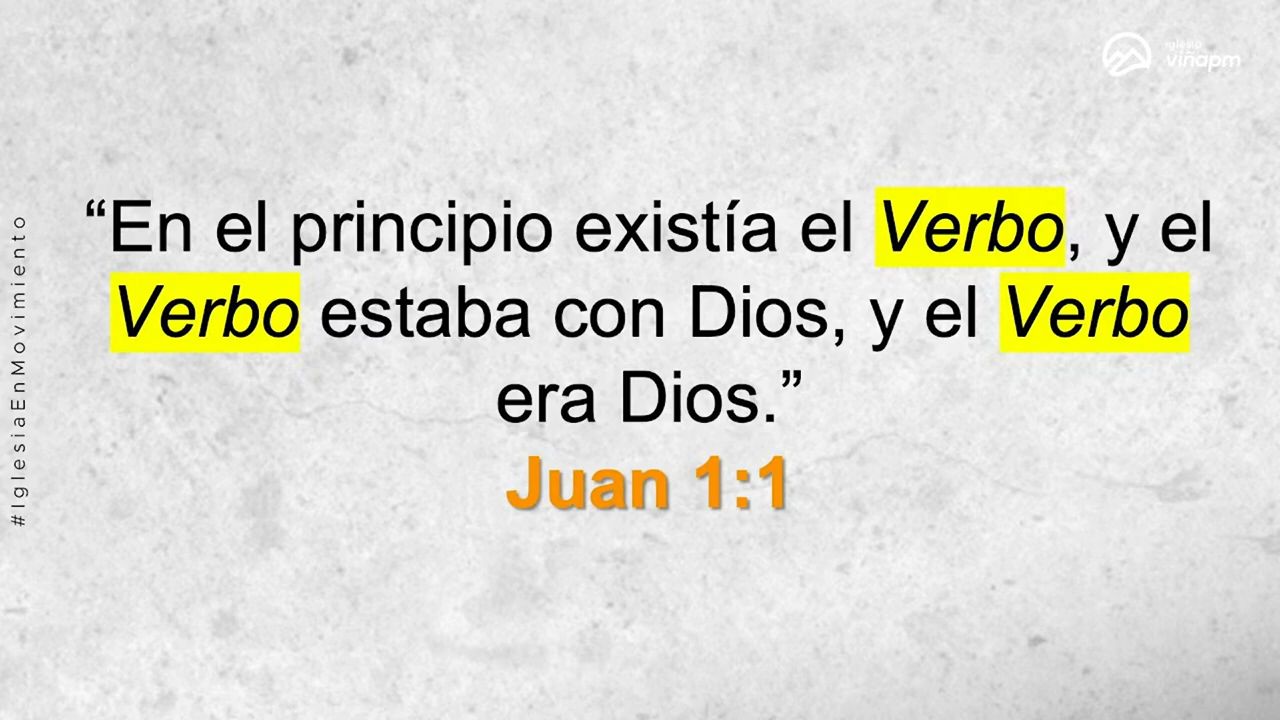 iglesia
viñapm
“En el principio existía el Verbo, y el
Verbo estaba con Dios, y el Verbo
era Dios.”
Juan 1:1
#IglesiaEnMovimiento